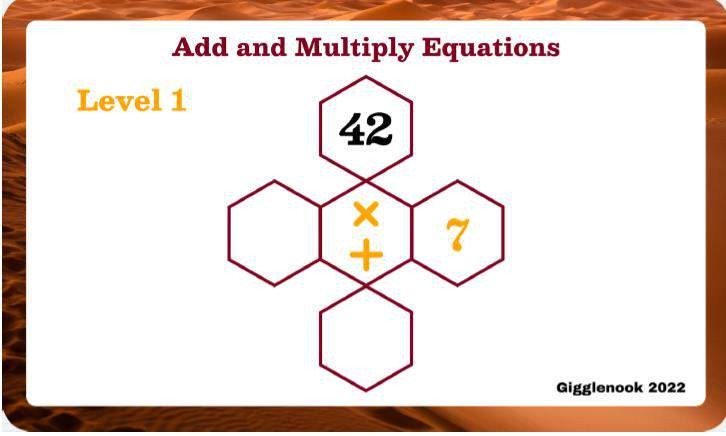 Add and Multiply Equations
Level 1
42
×
+
7
Gigglenook 2022